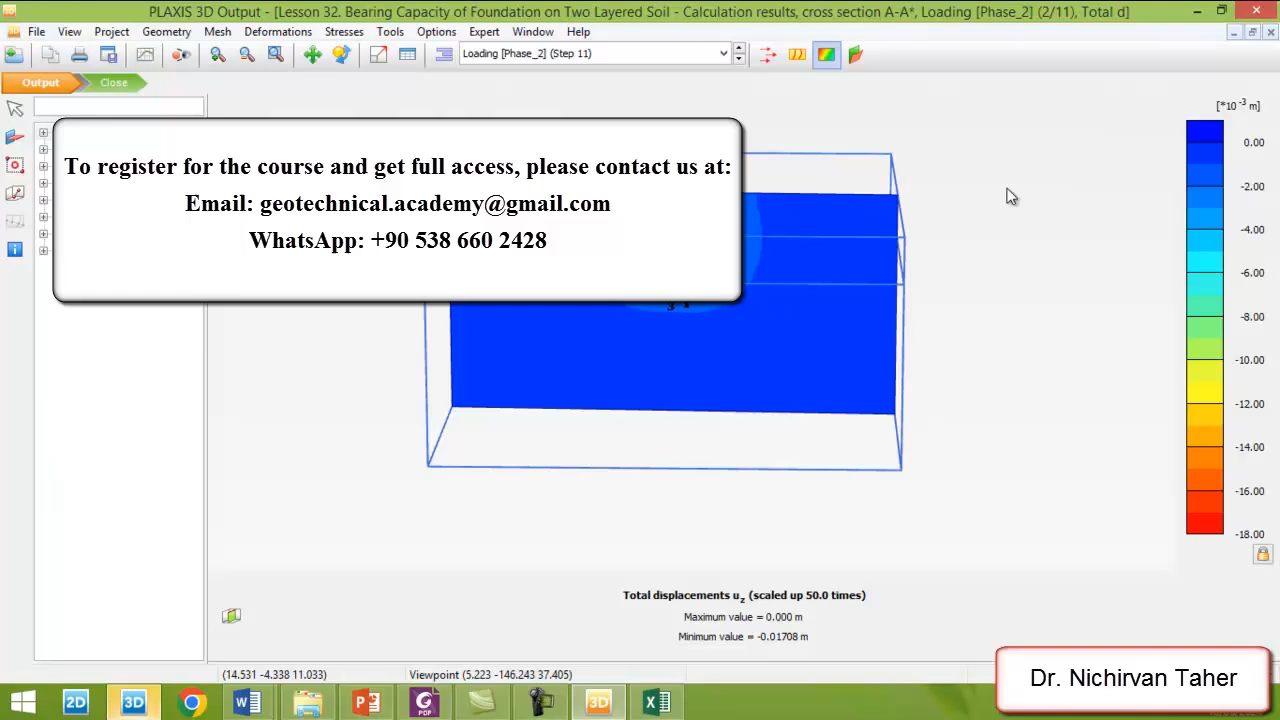 PLAXIS 3D Output - [Lesson 32. Bearing Capacity of Foundation on Two Layered Soil - Calculation results, cross section A-A*, Loading [Phase_2] (2/11), Total d]
File View Project Geometry Mesh Deformations Stresses Tools Options Expert Window Help
Loading [Phase_2] (Step 11)
Output Close
[*10 -3 m]
To register for the course and get full access, please contact us at:
Email: geotechnical.academy@gmail.com
WhatsApp: +90 538 660 2428
0.00
-2.00
-4.00
-6.00
-8.00
-10.00
-12.00
-14.00
-16.00
-18.00
Total displacements uz (scaled up 50.0 times)
Maximum value = 0.000 m
Minimum value = -0.01708 m
(14.531 -4.338 11.033) Viewpoint (5.223 -146.243 37.405)
Dr. Nichirvan Taher
2D 3D W P G PDF 3D X